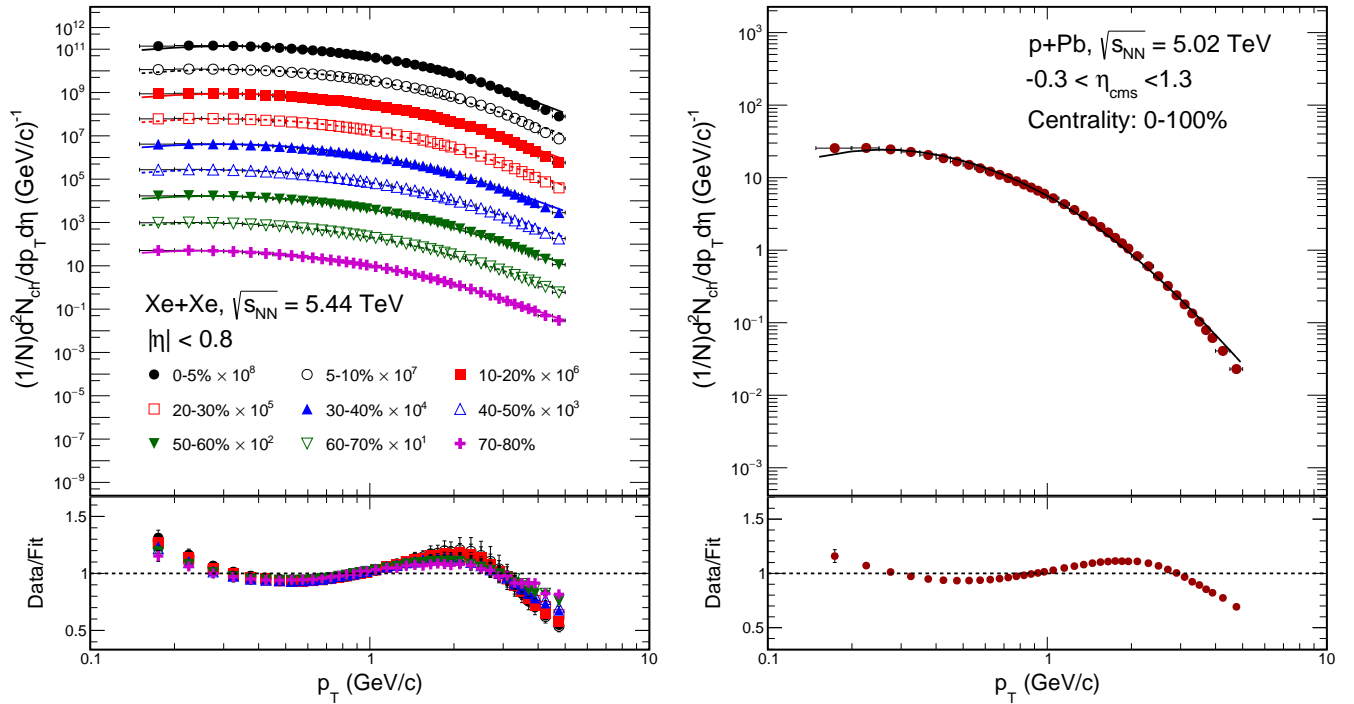 (1/N)d²N_ch/dp_T dη (GeV/c)⁻¹
10¹²
10¹¹
10⁹
10⁷
10⁵
10³
10
10⁻¹
10⁻³
10⁻⁵
10⁻⁷
10⁻⁹
Xe+Xe, √s_NN = 5.44 TeV
|η| < 0.8
0-5% × 10⁸
5-10% × 10⁷
10-20% × 10⁶
20-30% × 10⁵
30-40% × 10⁴
40-50% × 10³
50-60% × 10²
60-70% × 10¹
70-80%
Data/Fit
1.5
1
0.5
0.1
1
10
p_T (GeV/c)
(1/N)d²N_ch/dp_T dη (GeV/c)⁻¹
10³
10²
10
1
10⁻¹
10⁻²
10⁻³
p+Pb, √s_NN = 5.02 TeV
-0.3 < η_cms <1.3
Centrality: 0-100%
Data/Fit
1.5
1
0.5
0.1
1
10
p_T (GeV/c)